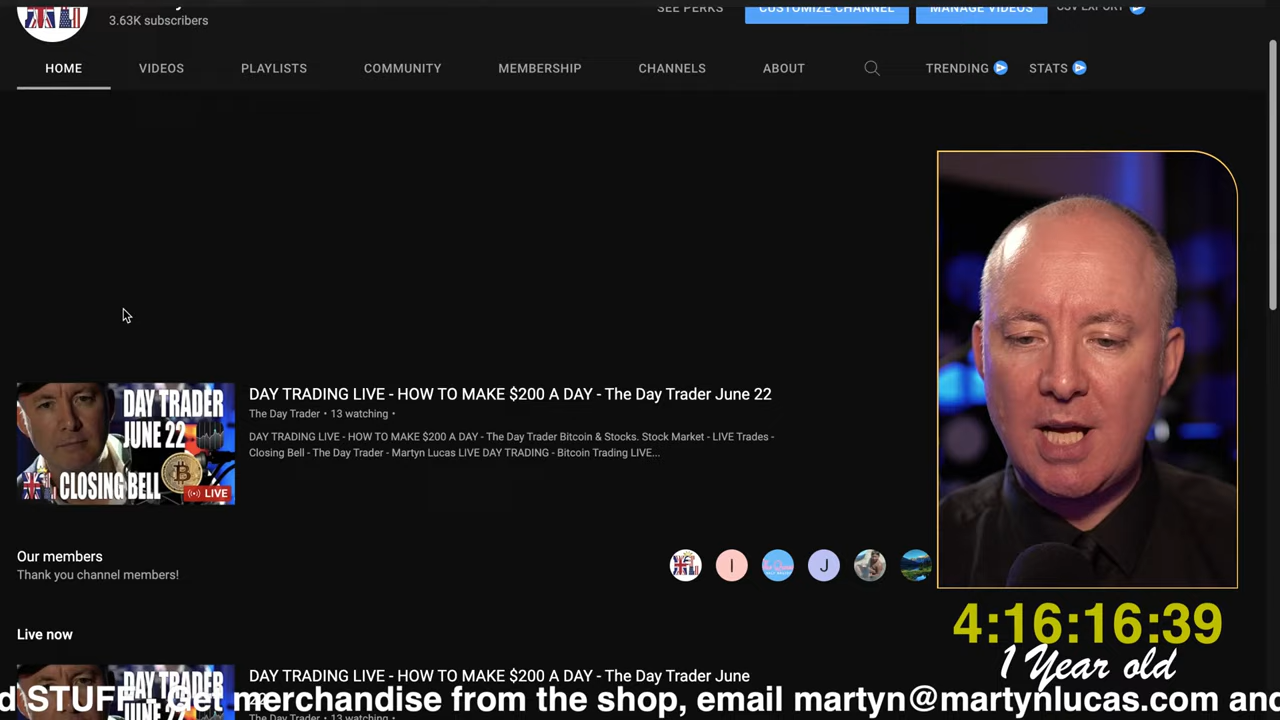 3.63K subscribers
SEE PERKS
CUSTOMIZE CHANNEL
MANAGE VIDEOS
CSV EXPORT
HOME
VIDEOS
PLAYLISTS
COMMUNITY
MEMBERSHIP
CHANNELS
ABOUT
TRENDING
STATS
DAY TRADER
JUNE 22
CLOSING BELL
LIVE
DAY TRADING LIVE - HOW TO MAKE $200 A DAY - The Day Trader June 22
The Day Trader • 13 watching •
DAY TRADING LIVE - HOW TO MAKE $200 A DAY - The Day Trader Bitcoin & Stocks. Stock Market - LIVE Trades -
Closing Bell - The Day Trader - Martyn Lucas LIVE DAY TRADING - Bitcoin Trading LIVE...
Our members
Thank you channel members!
I
J
4:16:16:39
1 Year old
Live now
DAY TRADER
DAY TRADING LIVE - HOW TO MAKE $200 A DAY - The Day Trader June
d STUFF. Get merchandise from the shop, email martyn@martynlucas.com and